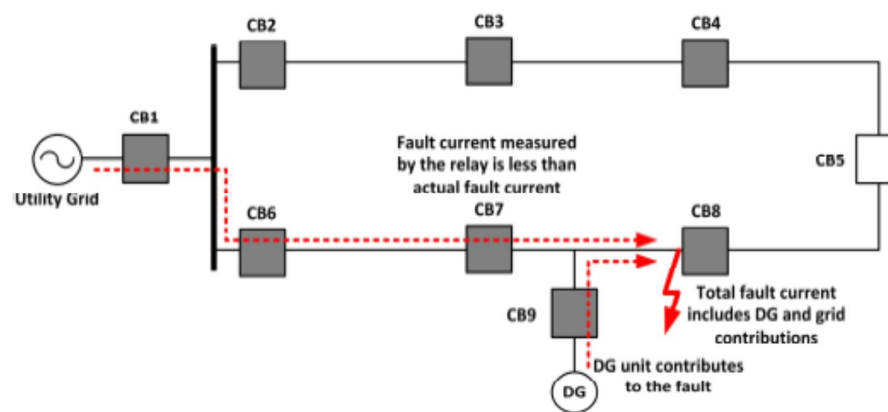 CB2
CB3
CB4
CB1
Fault current measured
by the relay is less than
actual fault current
CB5
Utility Grid
CB6
CB7
CB8
Total fault current
includes DG and grid
contributions
CB9
DG unit contributes
to the fault
DG